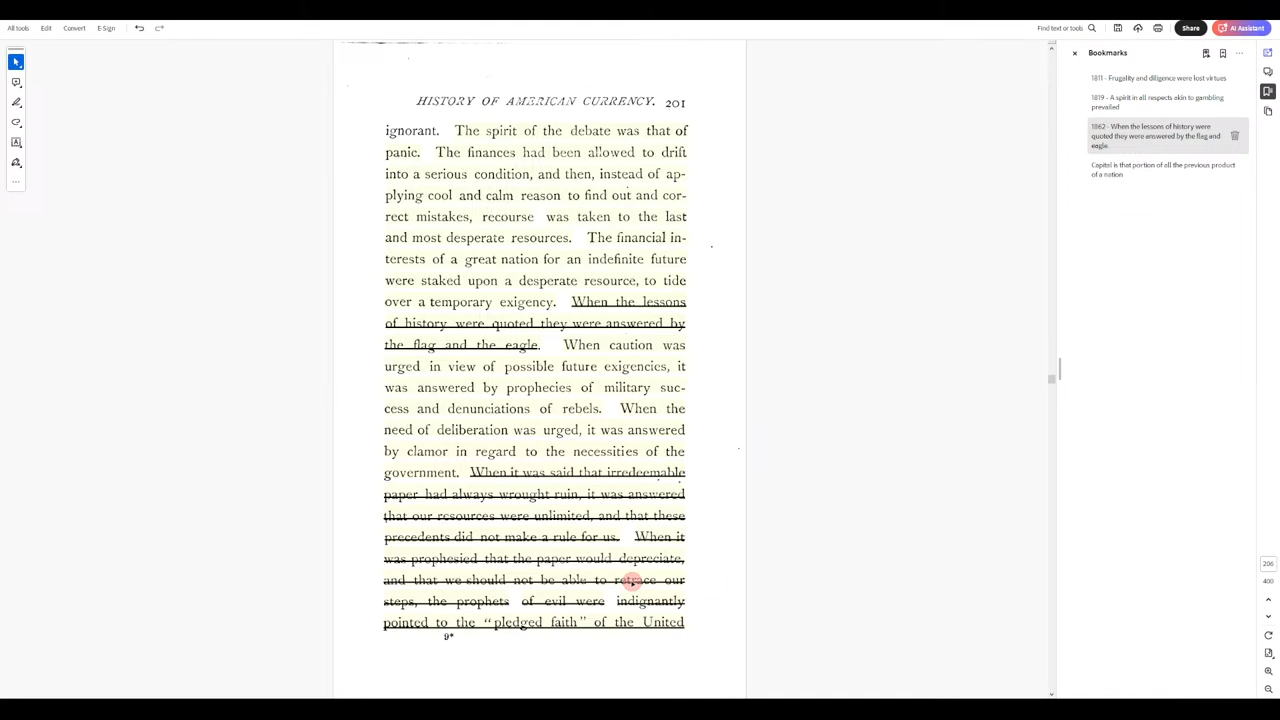 All tools Edit Convert E-Sign
Find text or tools Share AI Assistant
HISTORY OF AMERICAN CURRENCY. 201
ignorant. The spirit of the debate was that of
panic. The finances had been allowed to drift
into a serious condition, and then, instead of ap-
plying cool and calm reason to find out and cor-
rect mistakes, recourse was taken to the last
and most desperate resources. The financial in-
terests of a great nation for an indefinite future
were staked upon a desperate resource, to tide
over a temporary exigency. When the lessons
of history were quoted they were answered by
the flag and the eagle. When caution was
urged in view of possible future exigencies, it
was answered by prophecies of military suc-
cess and denunciations of rebels. When the
need of deliberation was urged, it was answered
by clamor in regard to the necessities of the
government. When it was said that irredeemable
paper had always wrought ruin, it was answered
that our resources were unlimited, and that these
precedents did not make a rule for us. When it
was prophesied that the paper would depreciate,
and that we should not be able to retrace our
steps, the prophets of evil were indignantly
pointed to the “pledged faith” of the United
9*
Bookmarks
1811 - Frugality and diligence were lost virtues
1819 - A spirit in all respects akin to gambling
prevailed
1862 - When the lessons of history were
quoted they were answered by the flag and
eagle.
Capital is that portion of all the previous product
of a nation
206
400